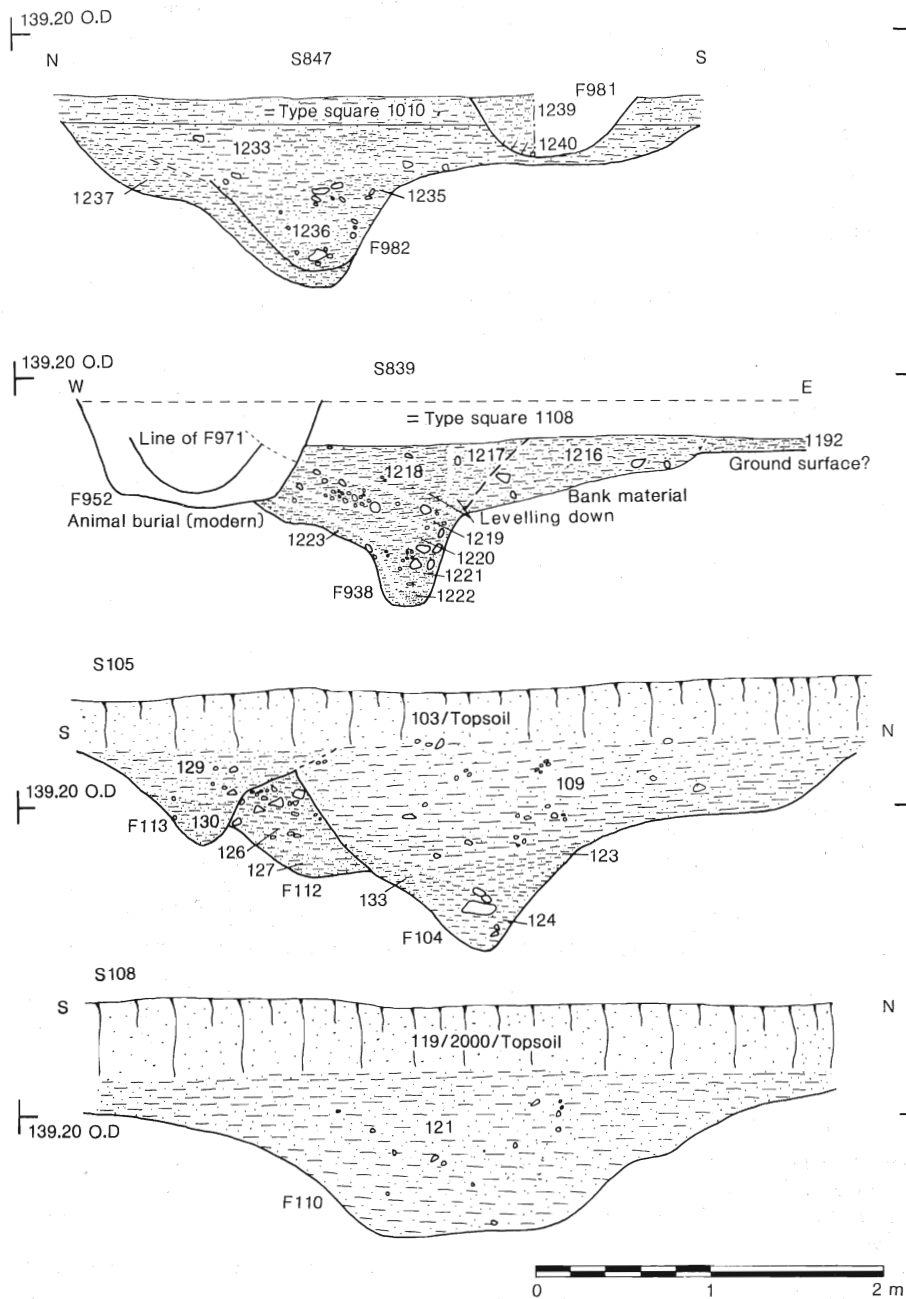 139.20 O.D
N
S847
S
F981
1239
= Type square 1010
1240
1233
1237
1235
1236
F982
139.20 O.D
W
S839
E
= Type square 1108
Line of F971
1217
1216
1192
1218
Ground surface?
F952
Bank material
Animal burial (modern)
Levelling down
1223
1219
1220
1221
F938
1222
S105
103/Topsoil
S
N
129
109
139.20 O.D
F113
130
126
123
127
F112
133
124
F104
S108
S
N
119/2000/Topsoil
121
139.20 O.D
F110
0
1
2 m